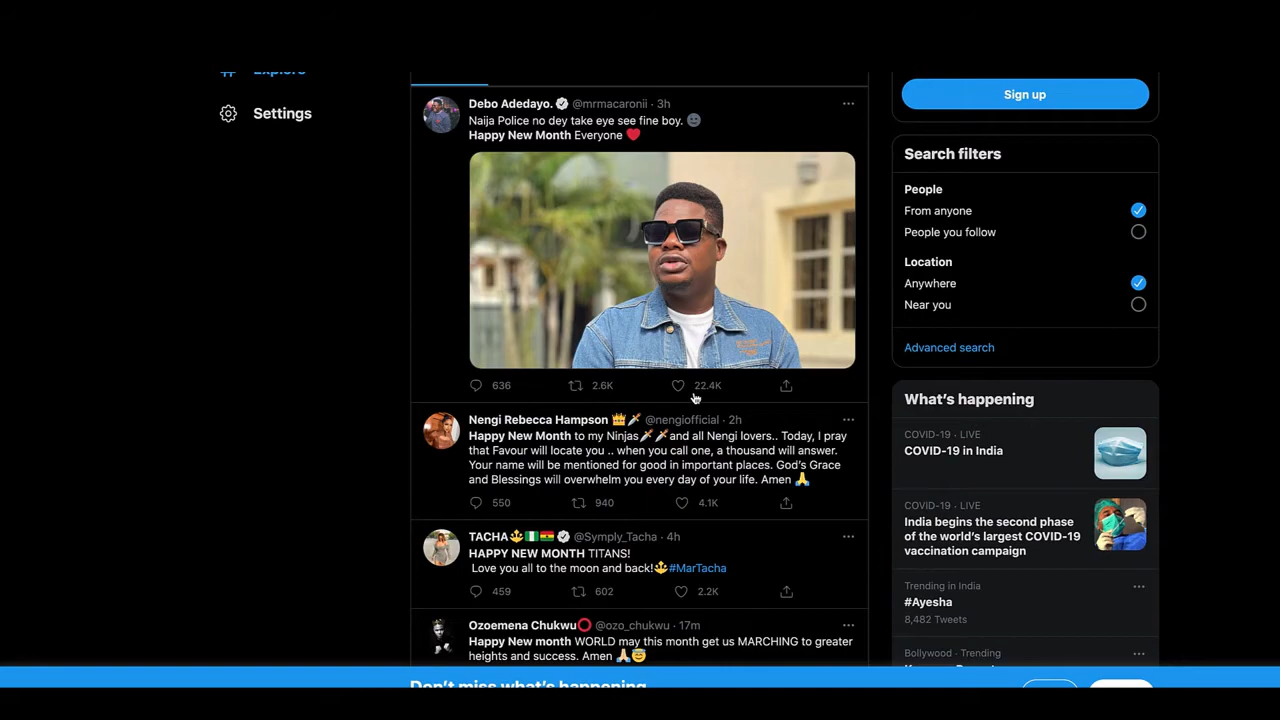 Explore
Settings
Debo Adedayo. @mrmacaronii · 3h
Naija Police no dey take eye see fine boy. 🌚
Happy New Month Everyone ❤️
636 2.6K 22.4K
Nengi Rebecca Hampson 👑🗡️ @nengiofficial · 2h
Happy New Month to my Ninjas🗡️🗡️and all Nengi lovers.. Today, I pray
that Favour will locate you .. when you call one, a thousand will answer.
Your name will be mentioned for good in important places. God's Grace
and Blessings will overwhelm you every day of your life. Amen 🙏
550 940 4.1K
TACHA🔱🇳🇬🇬🇭 @Symply_Tacha · 4h
HAPPY NEW MONTH TITANS!
Love you all to the moon and back!🔱#MarTacha
459 602 2.2K
Ozoemena Chukwu⭕ @ozo_chukwu · 17m
Happy New month WORLD may this month get us MARCHING to greater
heights and success. Amen 🙏😇
Sign up
Search filters
People
From anyone
People you follow
Location
Anywhere
Near you
Advanced search
What's happening
COVID-19 · LIVE
COVID-19 in India
COVID-19 · LIVE
India begins the second phase
of the world's largest COVID-19
vaccination campaign
Trending in India
#Ayesha
8,482 Tweets
Bollywood · Trending
Don't miss what's happening